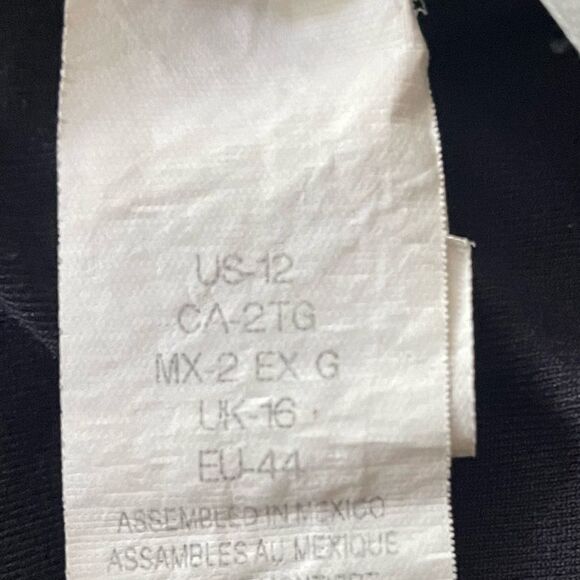 US-12
CA-2TG
MX-2 EX G
UK-16
EU-44
ASSEMBLED IN MEXICO
ASSAMBLES AU MEXIQUE